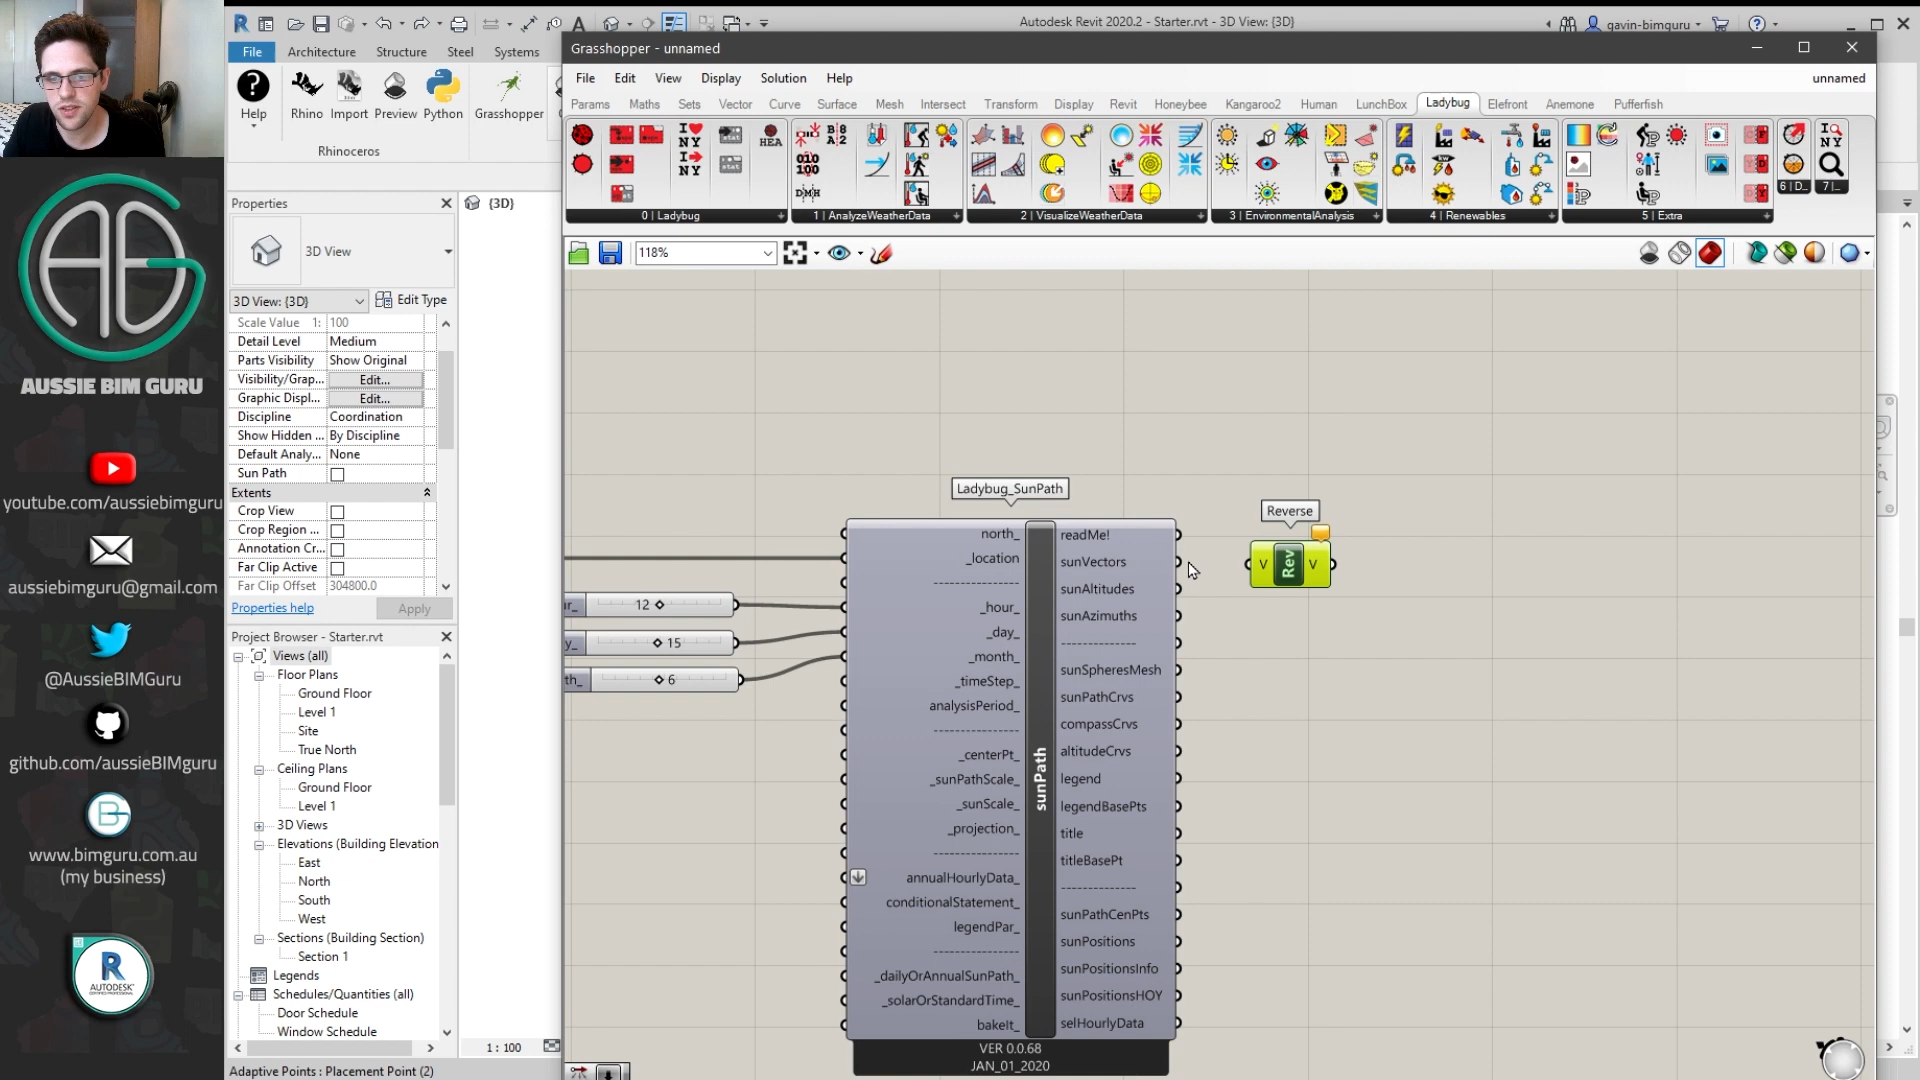 Autodesk Revit 2020.2 - Starter.rvt - 3D View: {3D}
gavin-bimguru
File
Architecture
Structure
Steel
Systems
Help
Rhino
Import
Preview
Python
Grasshopper
Rhinoceros
Grasshopper - unnamed
File
Edit
View
Display
Solution
Help
unnamed
Params
Maths
Sets
Vector
Curve
Surface
Mesh
Intersect
Transform
Display
Revit
Honeybee
Kangaroo2
Human
LunchBox
Ladybug
Elefront
Anemone
Pufferfish
0 | Ladybug
1 | AnalyzeWeatherData
2 | VisualizeWeatherData
3 | EnvironmentalAnalysis
4 | Renewables
5 | Extra
6 | D..
7 |..
118%
Properties
3D View
3D View: {3D}
Edit Type
Scale Value 1: 100
Detail Level Medium
Parts Visibility Show Original
Visibility/Grap... Edit...
Graphic Displ... Edit...
Discipline Coordination
Show Hidden ... By Discipline
Default Analy... None
Sun Path
Extents
Crop View
Crop Region ...
Annotation Cr...
Far Clip Active
Far Clip Offset 304800.0
Properties help
Apply
Project Browser - Starter.rvt
Views (all)
Floor Plans
Ground Floor
Level 1
Site
True North
Ceiling Plans
Ground Floor
Level 1
3D Views
Elevations (Building Elevation
East
North
South
West
Sections (Building Section)
Section 1
Legends
Schedules/Quantities (all)
Door Schedule
Window Schedule
Adaptive Points : Placement Point (2)
{3D}
1 : 100
AUSSIE BIM GURU
youtube.com/aussiebimguru
aussiebimguru@gmail.com
@AussieBIMGuru
github.com/aussieBIMguru
www.bimguru.com.au
(my business)
R
AUTODESK
Ladybug_SunPath
north_
_location
----------------
_hour_
_day_
_month_
_timeStep_
analysisPeriod_
----------------
_centerPt_
_sunPathScale_
_sunScale_
_projection_
----------------
annualHourlyData_
conditionalStatement_
legendPar_
----------------
_dailyOrAnnualSunPath_
_solarOrStandardTime_
bakeIt_
sunPath
readMe!
sunVectors
sunAltitudes
sunAzimuths
--------------
sunSpheresMesh
sunPathCrvs
compassCrvs
altitudeCrvs
legend
legendBasePts
title
titleBasePt
--------------
sunPathCenPts
sunPositions
sunPositionsInfo
sunPositionsHOY
selHourlyData
VER 0.0.68
JAN_01_2020
12
15
6
Reverse
V Rev V